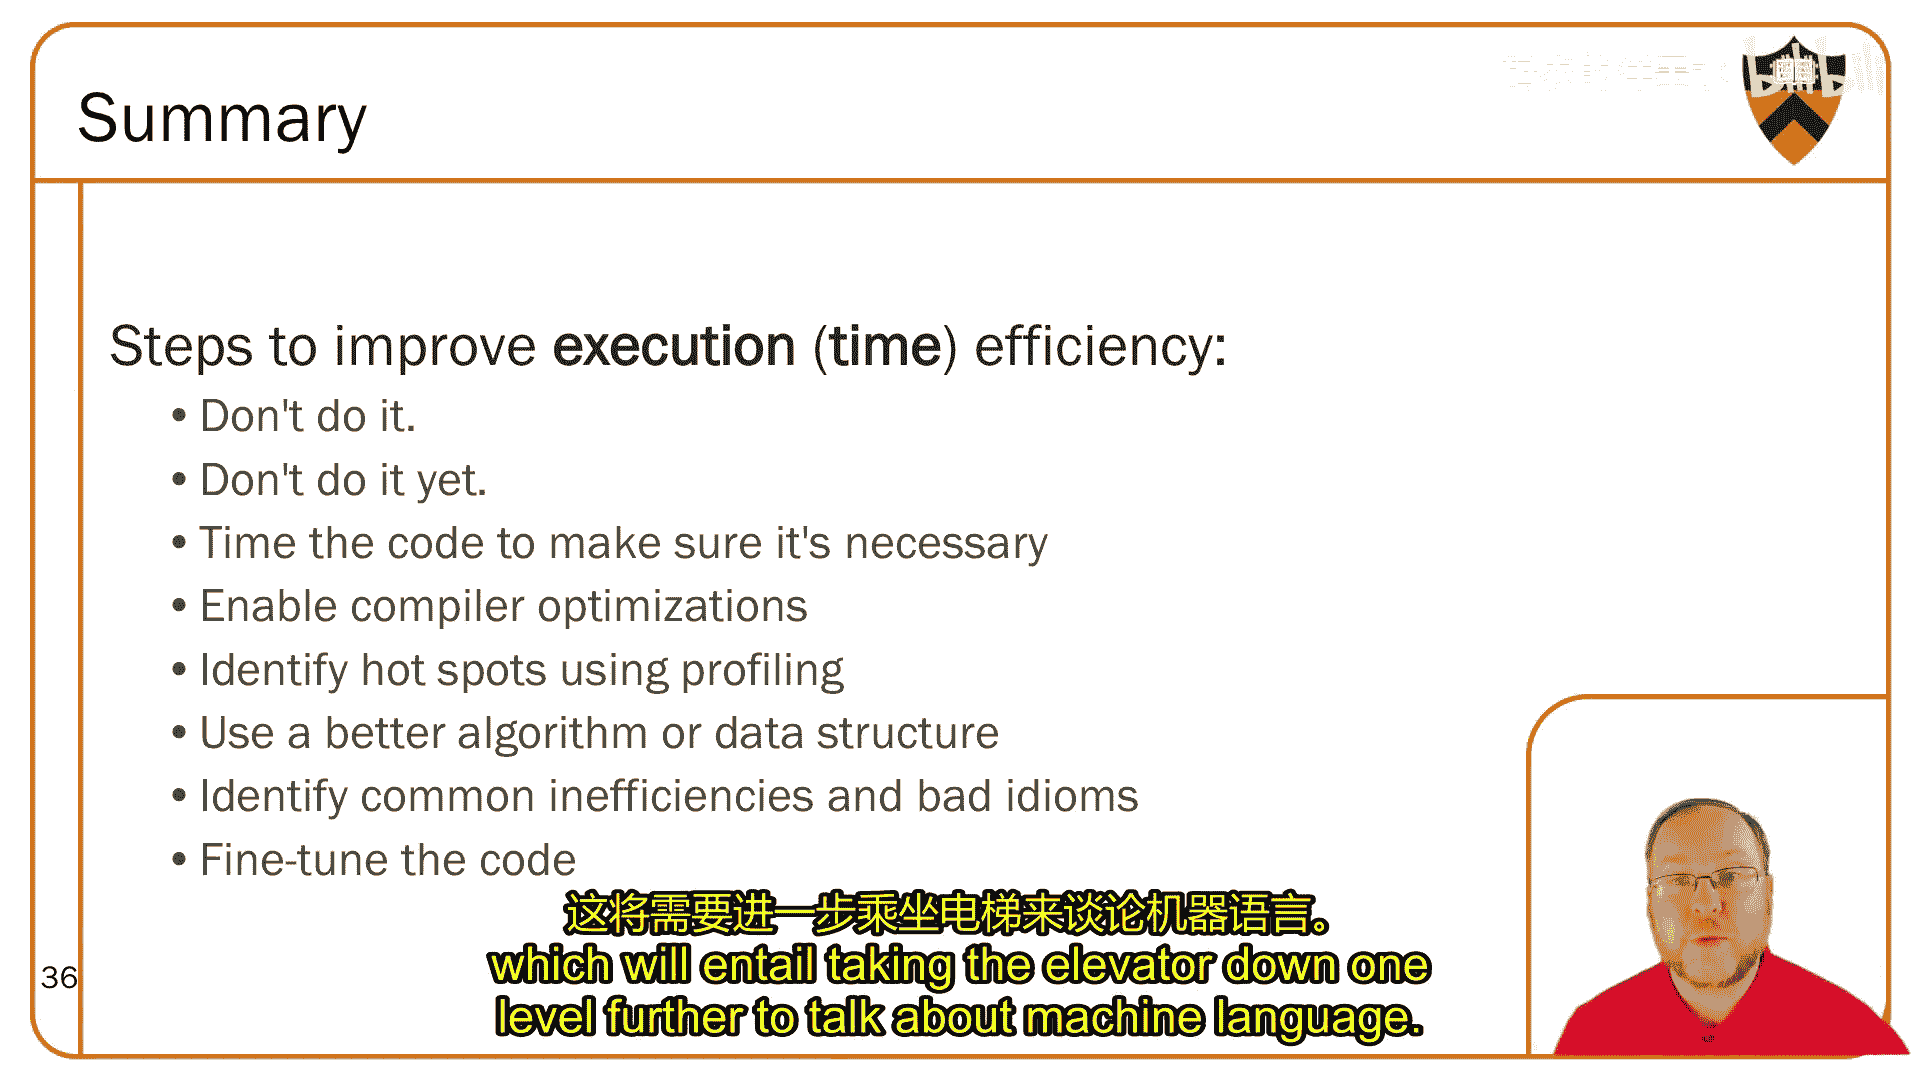 Summary
Steps to improve execution (time) efficiency:
• Don't do it.
• Don't do it yet.
• Time the code to make sure it's necessary
• Enable compiler optimizations
• Identify hot spots using profiling
• Use a better algorithm or data structure
• Identify common inefficiencies and bad idioms
• Fine-tune the code
这将需要进一步乘坐电梯来谈论机器语言。
which will entail taking the elevator down one
level further to talk about machine language.
36
bilibili